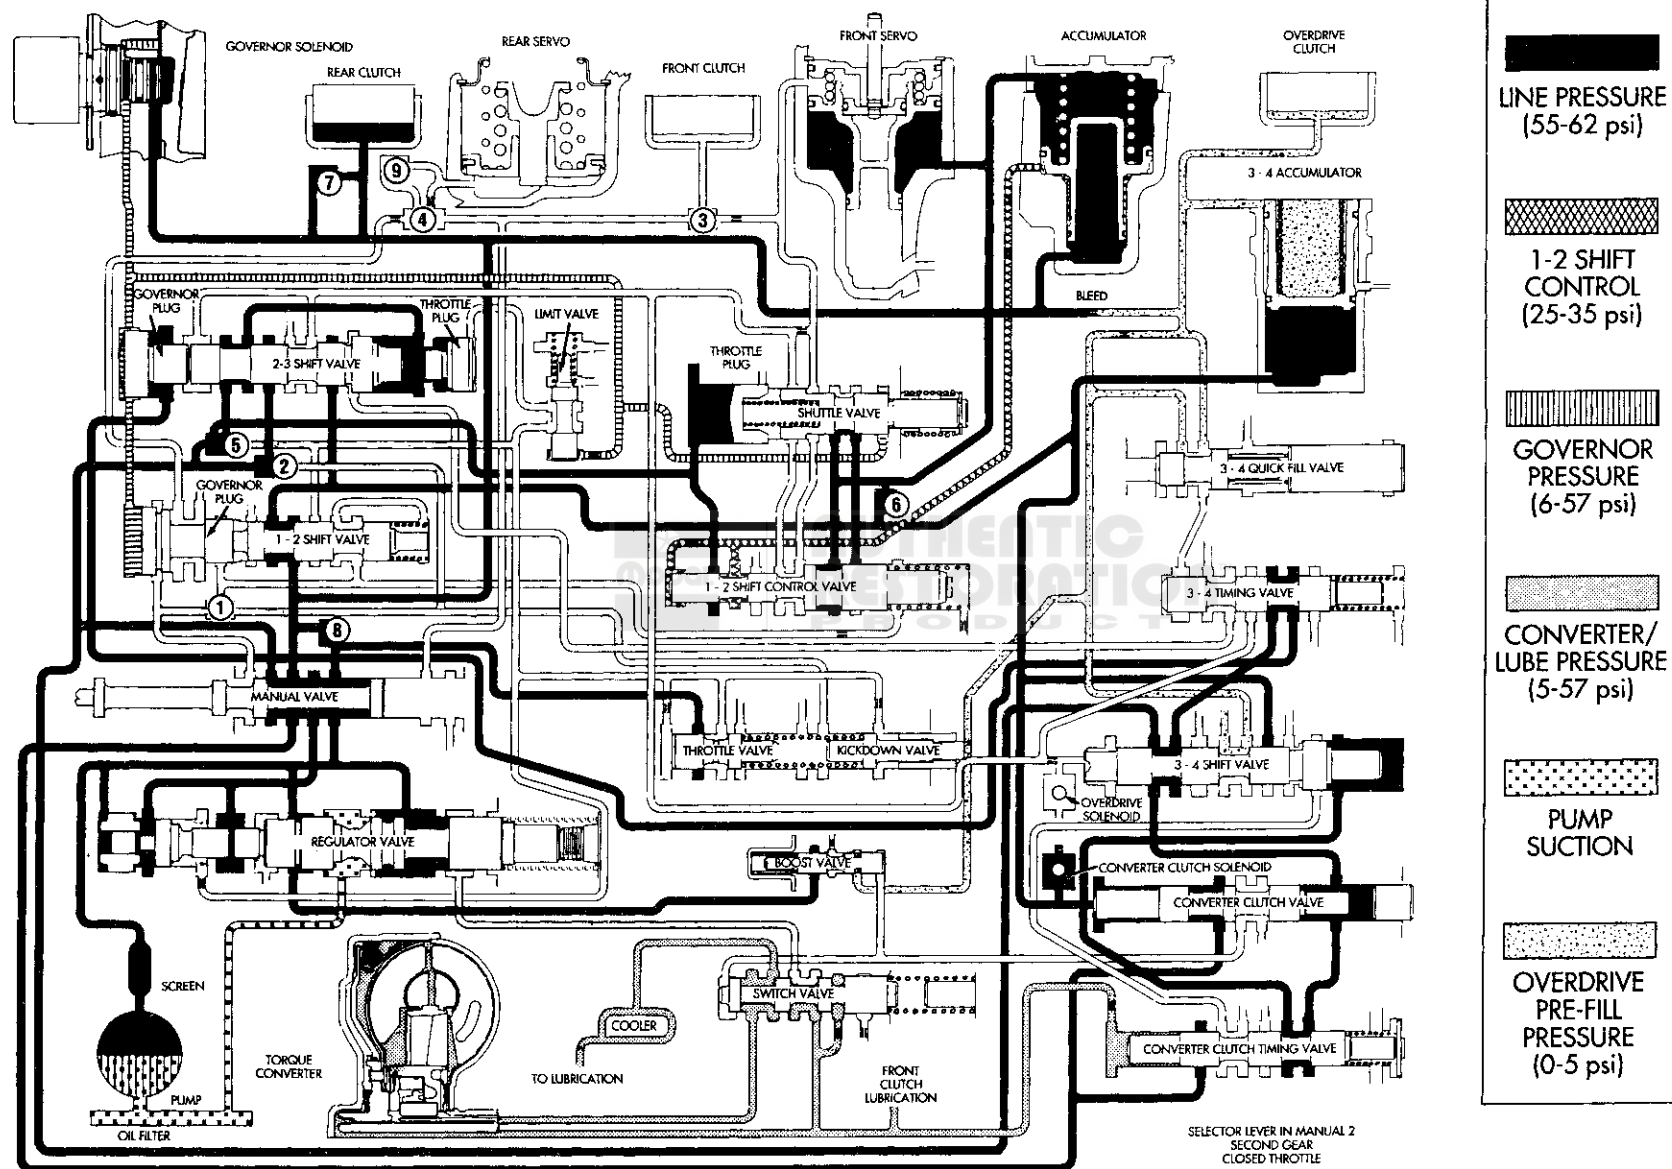 GOVERNOR SOLENOID
REAR CLUTCH
REAR SERVO
FRONT CLUTCH
FRONT SERVO
ACCUMULATOR
OVERDRIVE
CLUTCH
3 - 4 ACCUMULATOR
7
9
4
3
BLEED
GOVERNOR
PLUG
THROTTLE
PLUG
LIMIT VALVE
2-3 SHIFT VALVE
THROTTLE
PLUG
SHUTTLE VALVE
5
2
3 - 4 QUICK FILL VALVE
GOVERNOR
PLUG
6
1 - 2 SHIFT VALVE
AUTHENTIC
RESTORATION
PRODUCT
1 - 2 SHIFT CONTROL VALVE
3 - 4 TIMING VALVE
1
8
MANUAL VALVE
THROTTLE VALVE
KICKDOWN VALVE
3 - 4 SHIFT VALVE
OVERDRIVE
SOLENOID
REGULATOR VALVE
BOOST VALVE
CONVERTER CLUTCH SOLENOID
CONVERTER CLUTCH VALVE
SCREEN
SWITCH VALVE
COOLER
CONVERTER CLUTCH TIMING VALVE
TORQUE
CONVERTER
TO LUBRICATION
FRONT
CLUTCH
LUBRICATION
PUMP
OIL FILTER
SELECTOR LEVER IN MANUAL 2
SECOND GEAR
CLOSED THROTTLE
LINE PRESSURE
(55-62 psi)
1-2 SHIFT
CONTROL
(25-35 psi)
GOVERNOR
PRESSURE
(6-57 psi)
CONVERTER/
LUBE PRESSURE
(5-57 psi)
PUMP
SUCTION
OVERDRIVE
PRE-FILL
PRESSURE
(0-5 psi)